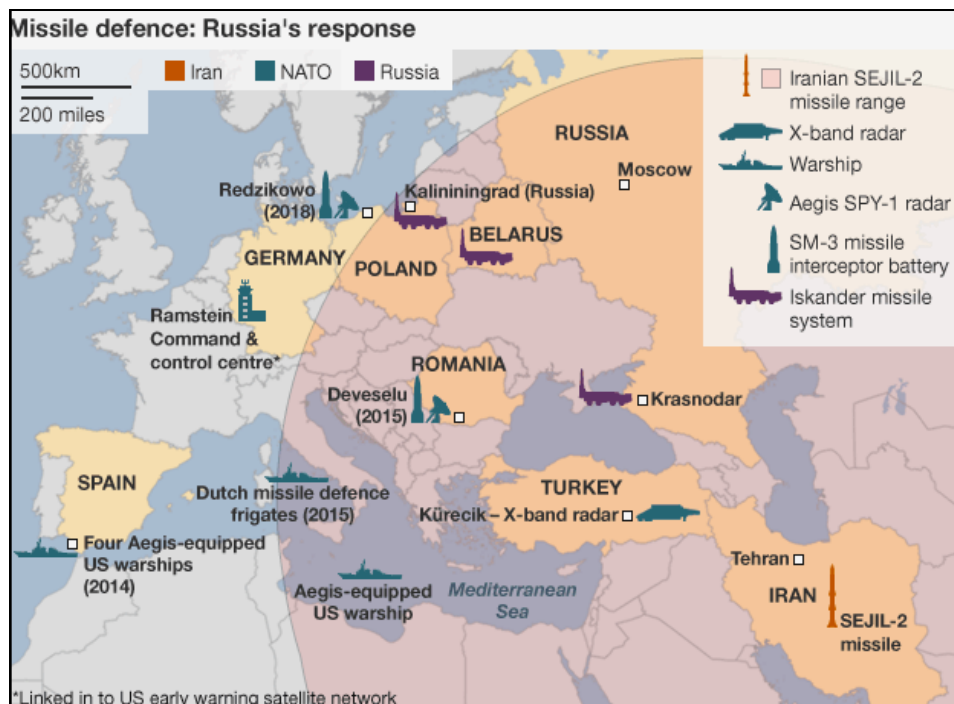 Missile defence: Russia's response
500km
200 miles
Iran
NATO
Russia
Iranian SEJIL-2
missile range
X-band radar
Warship
Aegis SPY-1 radar
SM-3 missile
interceptor battery
Iskander missile
system
RUSSIA
Moscow
Redzikowo
(2018)
Kalininingrad (Russia)
BELARUS
GERMANY
POLAND
Ramstein
Command &
control centre*
ROMANIA
Deveselu
(2015)
Krasnodar
SPAIN
Dutch missile defence
frigates (2015)
TURKEY
Kürecik – X-band radar
Four Aegis-equipped
US warships
(2014)
Aegis-equipped
US warship
Mediterranean
Sea
Tehran
IRAN
SEJIL-2
missile
*Linked in to US early warning satellite network